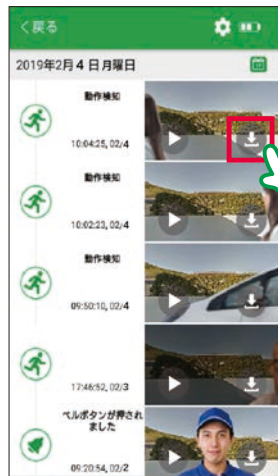 く戻る
2019年2月4日月曜日
動作検知
10:04:25, 02/4
動作検知
10:02:23, 02/4
動作検知
09:50:10, 02/4
17:46:52, 02/3
ベルボタンが押され
ました
09:20:54, 02/2